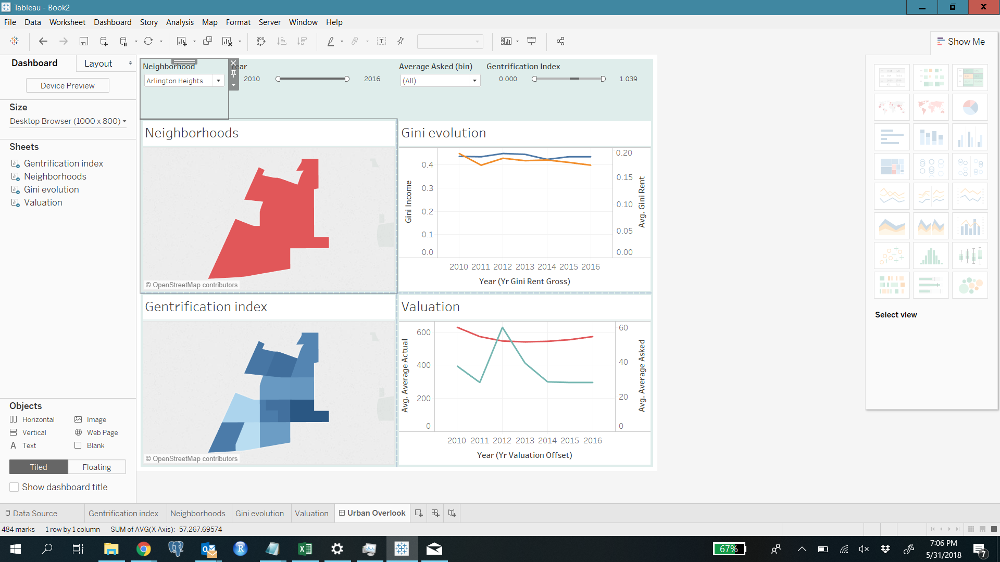 Tableau - Book2
File Data Worksheet Dashboard Story Analysis Map Format Server Window Help
Show Me
Dashboard Layout
Device Preview
Size
Desktop Browser (1000 x 800)
Sheets
Gentrification index
Neighborhoods
Gini evolution
Valuation
Objects
Horizontal Image
Vertical Web Page
A Text Blank
Tiled Floating
Show dashboard title
Neighborhood
Arlington Heights
Year
2010 2016
Average Asked (bin)
(All)
Gentrification Index
0.000 1.039
Neighborhoods
© OpenStreetMap contributors
Gini evolution
Gini Income
0.4
0.3
0.2
0.1
0.0
0.20
0.15
0.10
0.05
0.00
Avg. Gini Rent
2010 2011 2012 2013 2014 2015 2016
Year (Yr Gini Rent Gross)
Gentrification index
© OpenStreetMap contributors
Valuation
Avg. Average Actual
600
400
200
0
60
40
20
0
Avg. Average Asked
2010 2011 2012 2013 2014 2015 2016
Year (Yr Valuation Offset)
Select view
Data Source Gentrification index Neighborhoods Gini evolution Valuation Urban Overlook
484 marks 1 row by 1 column SUM of AVG(X Axis): -57,267.69574
67%
7:06 PM
5/31/2018
7